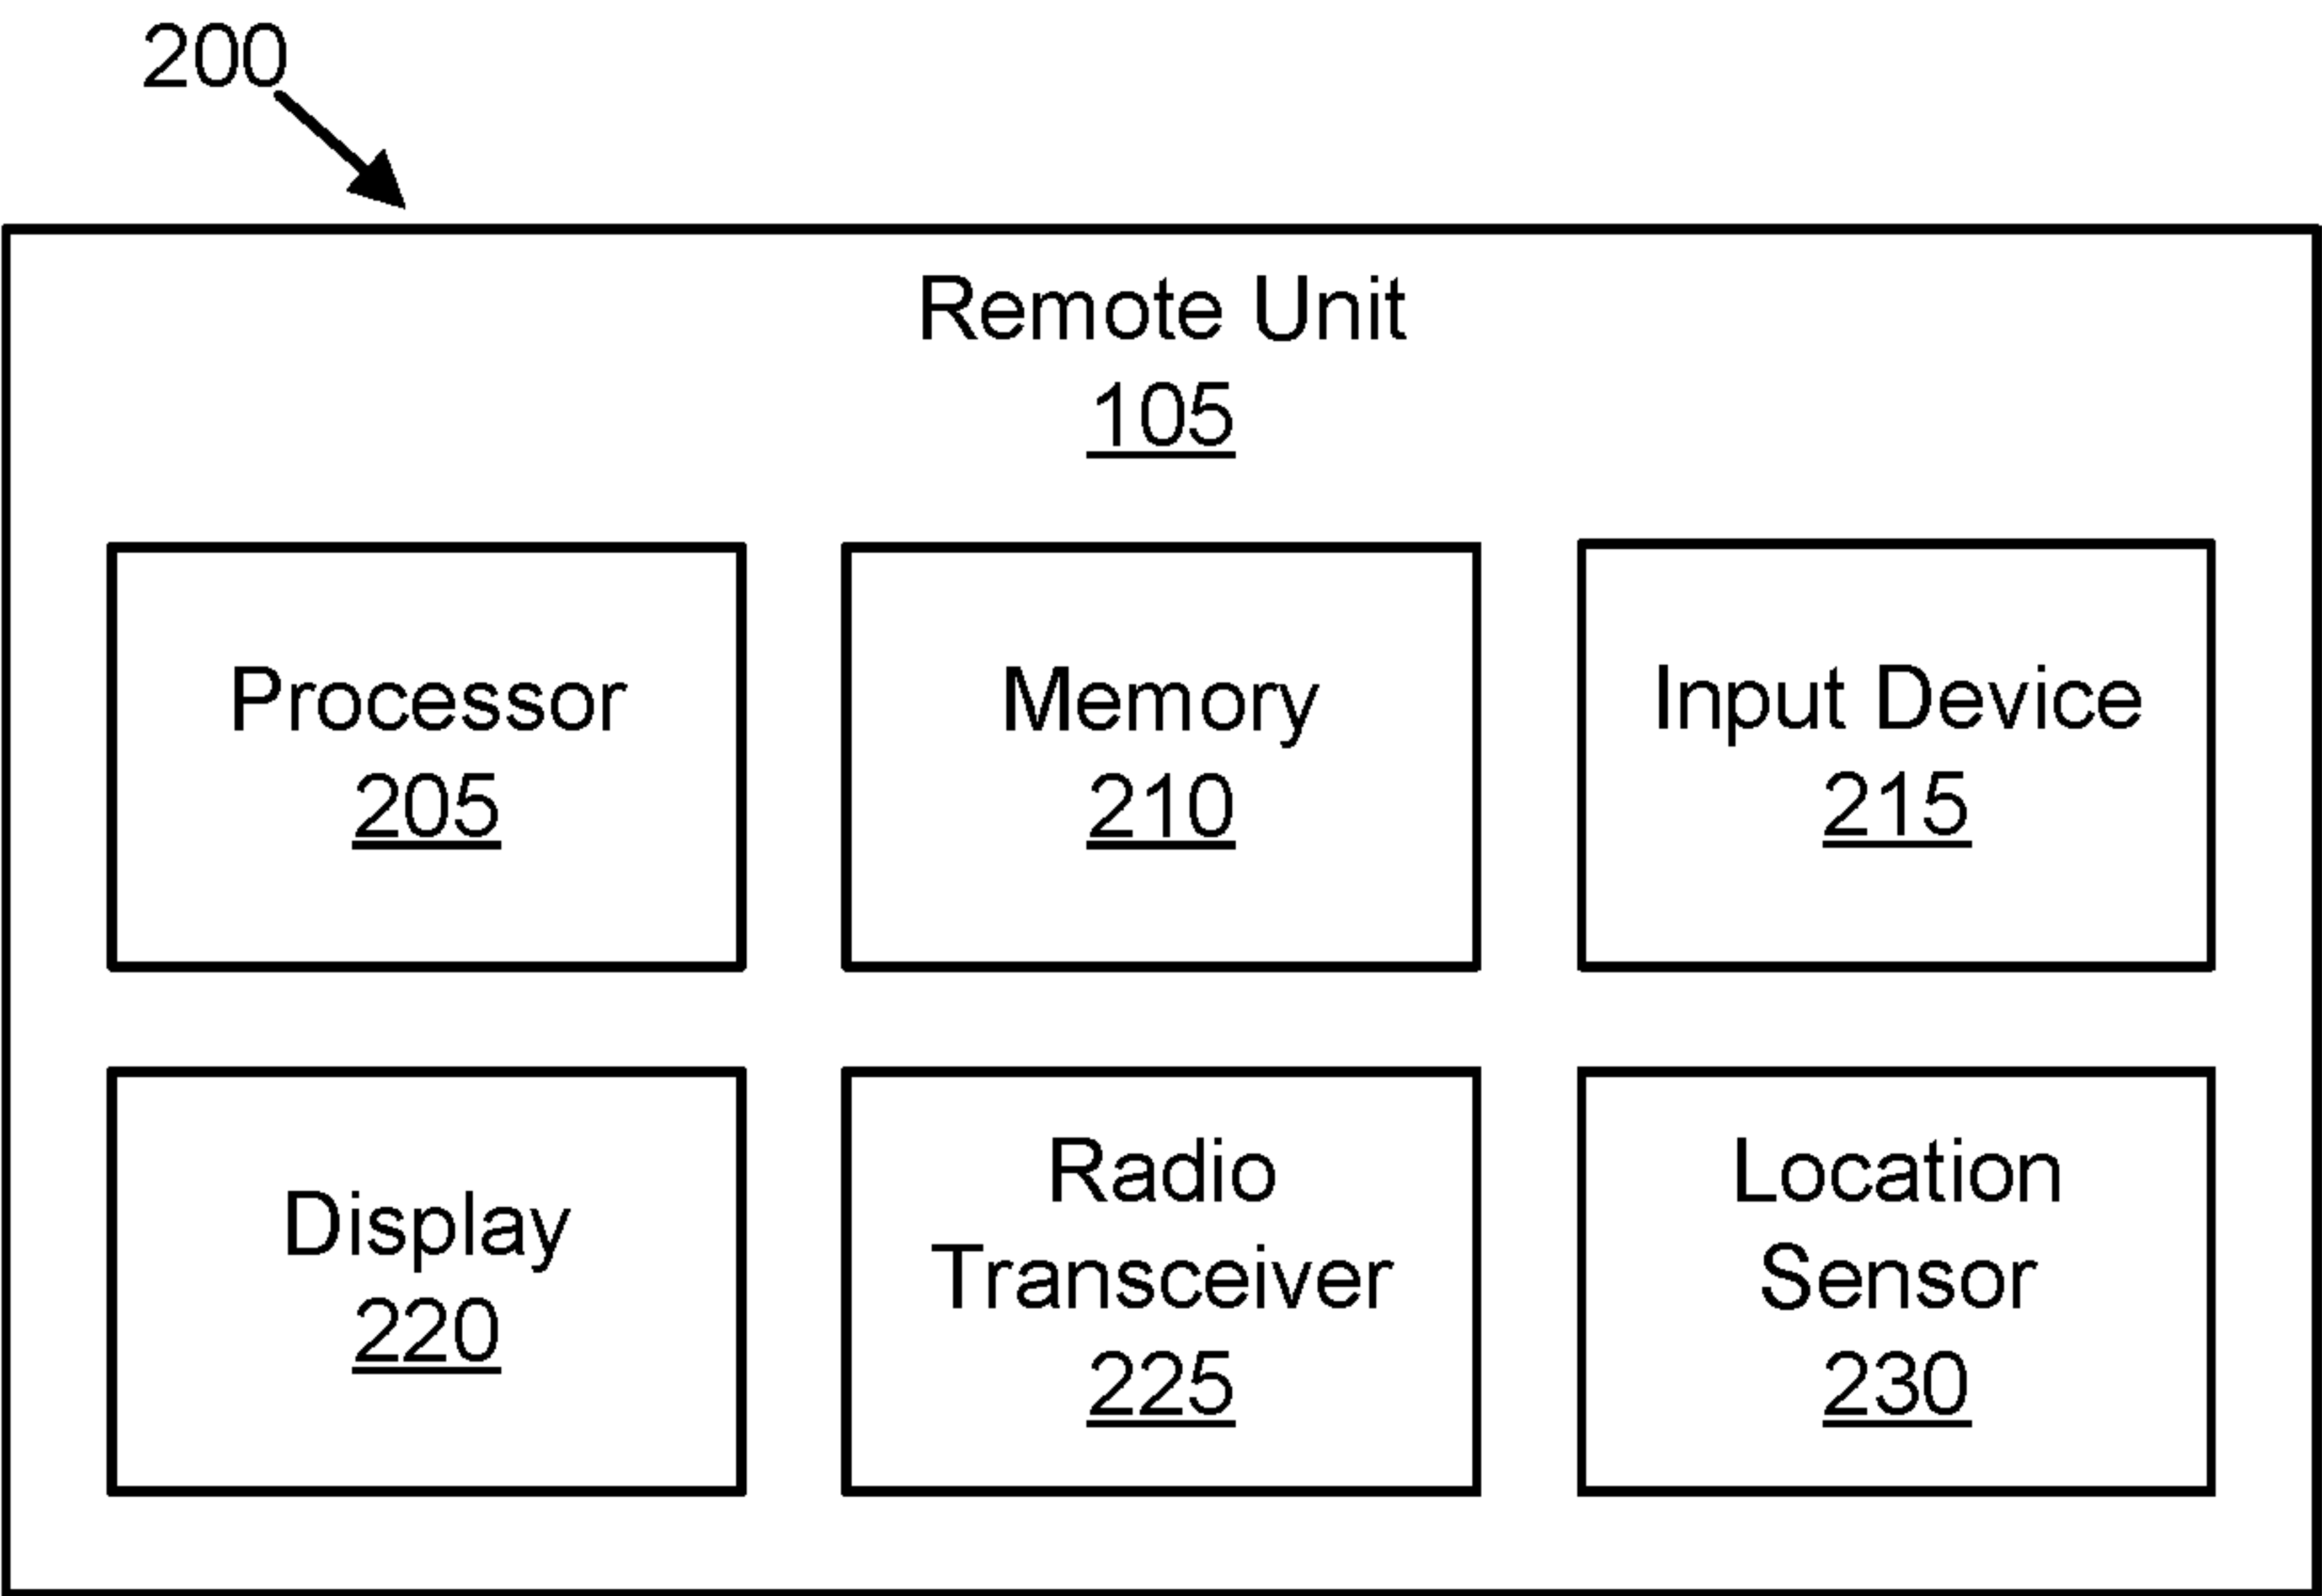 200
Remote Unit
105
Processor
205
Memory
210
Input Device
215
Display
220
Radio
Transceiver
225
Location
Sensor
230